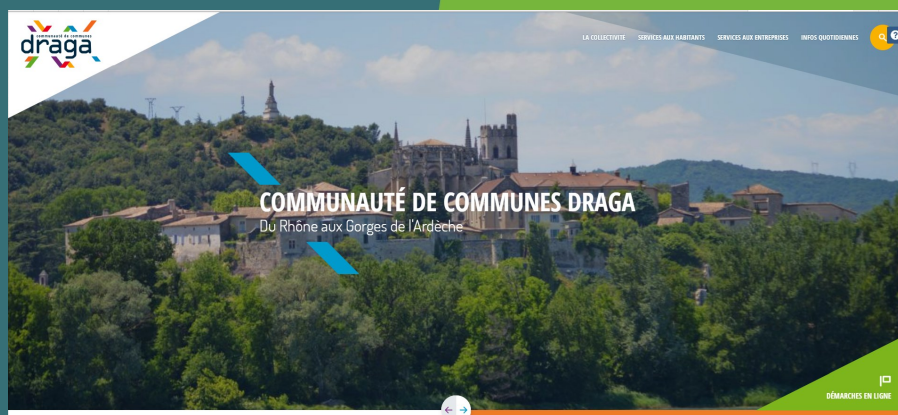 communauté de communes
draga
LA COLLECTIVITÉ SERVICES AUX HABITANTS SERVICES AUX ENTREPRISES INFOS QUOTIDIENNES
COMMUNAUTÉ DE COMMUNES DRAGA
Du Rhône aux Gorges de l'Ardèche
DÉMARCHES EN LIGNE